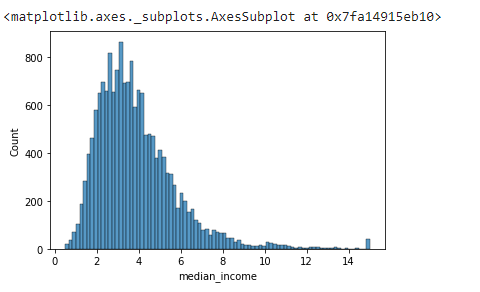 <matplotlib.axes._subplots.AxesSubplot at 0x7fa14915eb10>
800
600
400
200
0
Count
0 2 4 6 8 10 12 14
median_income